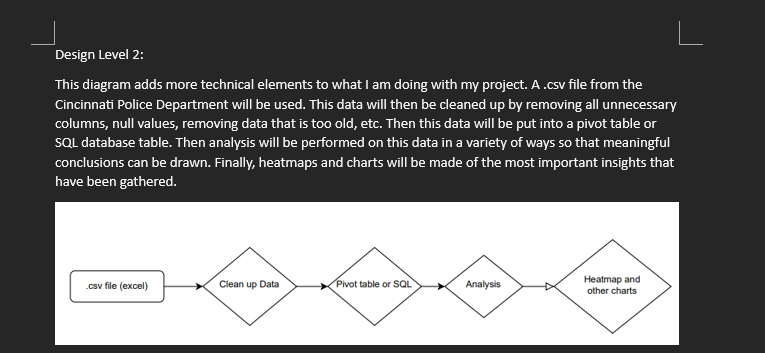 Design Level 2:
This diagram adds more technical elements to what I am doing with my project. A .csv file from the
Cincinnati Police Department will be used. This data will then be cleaned up by removing all unnecessary
columns, null values, removing data that is too old, etc. Then this data will be put into a pivot table or
SQL database table. Then analysis will be performed on this data in a variety of ways so that meaningful
conclusions can be drawn. Finally, heatmaps and charts will be made of the most important insights that
have been gathered.
.csv file (excel)
Clean up Data
Pivot table or SQL
Analysis
Heatmap and
other charts